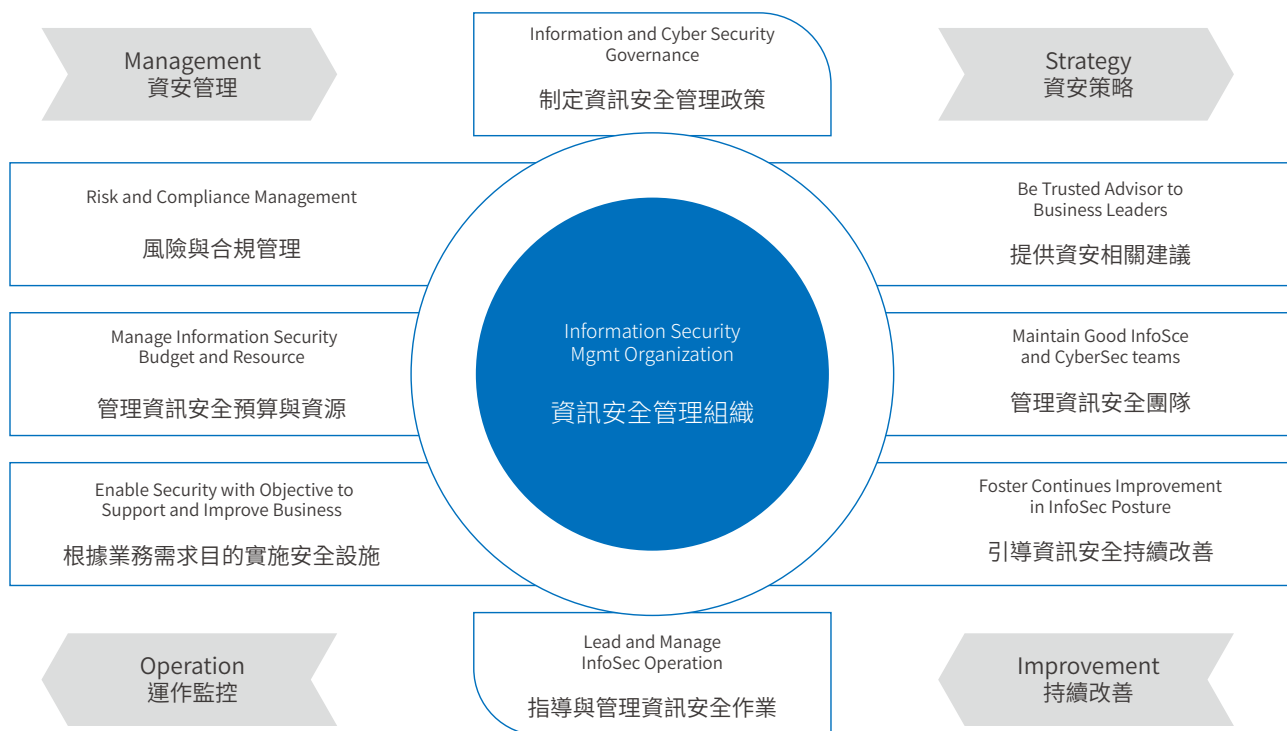 Management
資安管理
Information and Cyber Security
Governance
制定資訊安全管理政策
Strategy
資安策略
Risk and Compliance Management
風險與合規管理
Be Trusted Advisor to
Business Leaders
提供資安相關建議
Manage Information Security
Budget and Resource
管理資訊安全預算與資源
Information Security
Mgmt Organization
資訊安全管理組織
Maintain Good InfoSce
and CyberSec teams
管理資訊安全團隊
Enable Security with Objective to
Support and Improve Business
根據業務需求目的實施安全設施
Foster Continues Improvement
in InfoSec Posture
引導資訊安全持續改善
Operation
運作監控
Lead and Manage
InfoSec Operation
指導與管理資訊安全作業
Improvement
持續改善